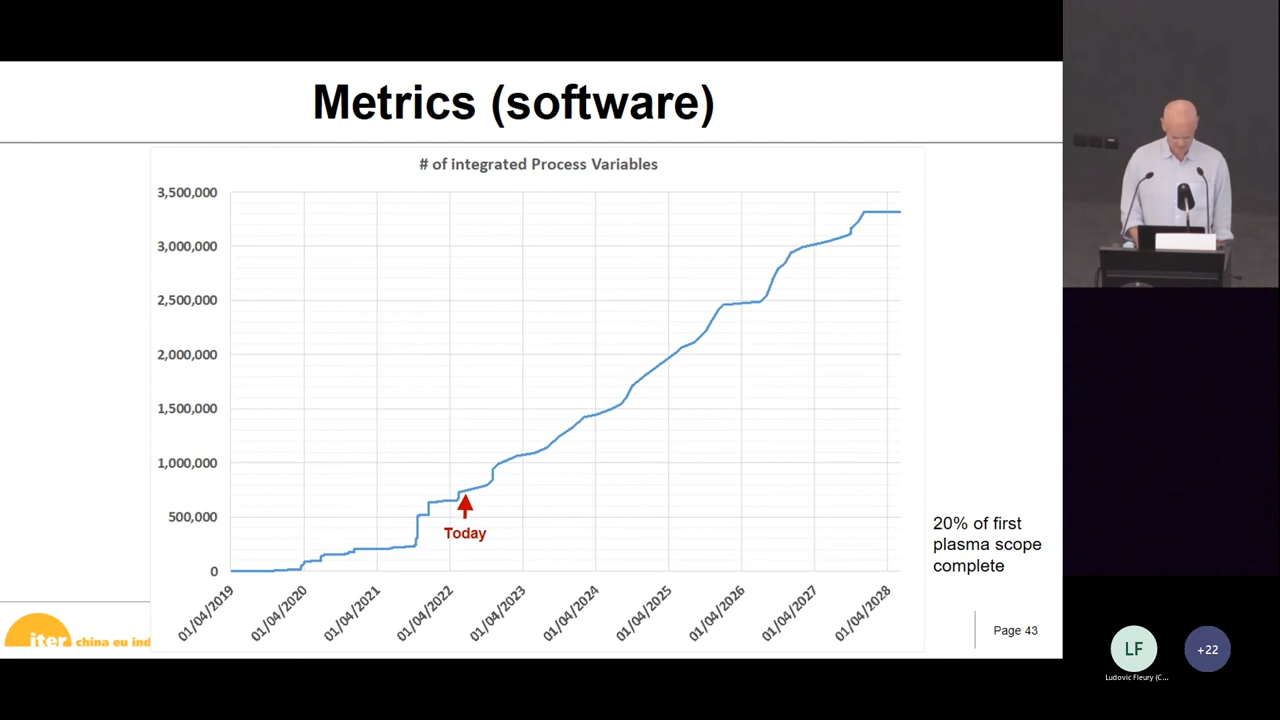 Metrics (software)
# of integrated Process Variables
3,500,000
3,000,000
2,500,000
2,000,000
1,500,000
1,000,000
500,000
0
Today
01/04/2019
01/04/2020
01/04/2021
01/04/2022
01/04/2023
01/04/2024
01/04/2025
01/04/2026
01/04/2027
01/04/2028
20% of first
plasma scope
complete
iter
china eu ind
Page 43
LF
+22
Ludovic Fleury (C...